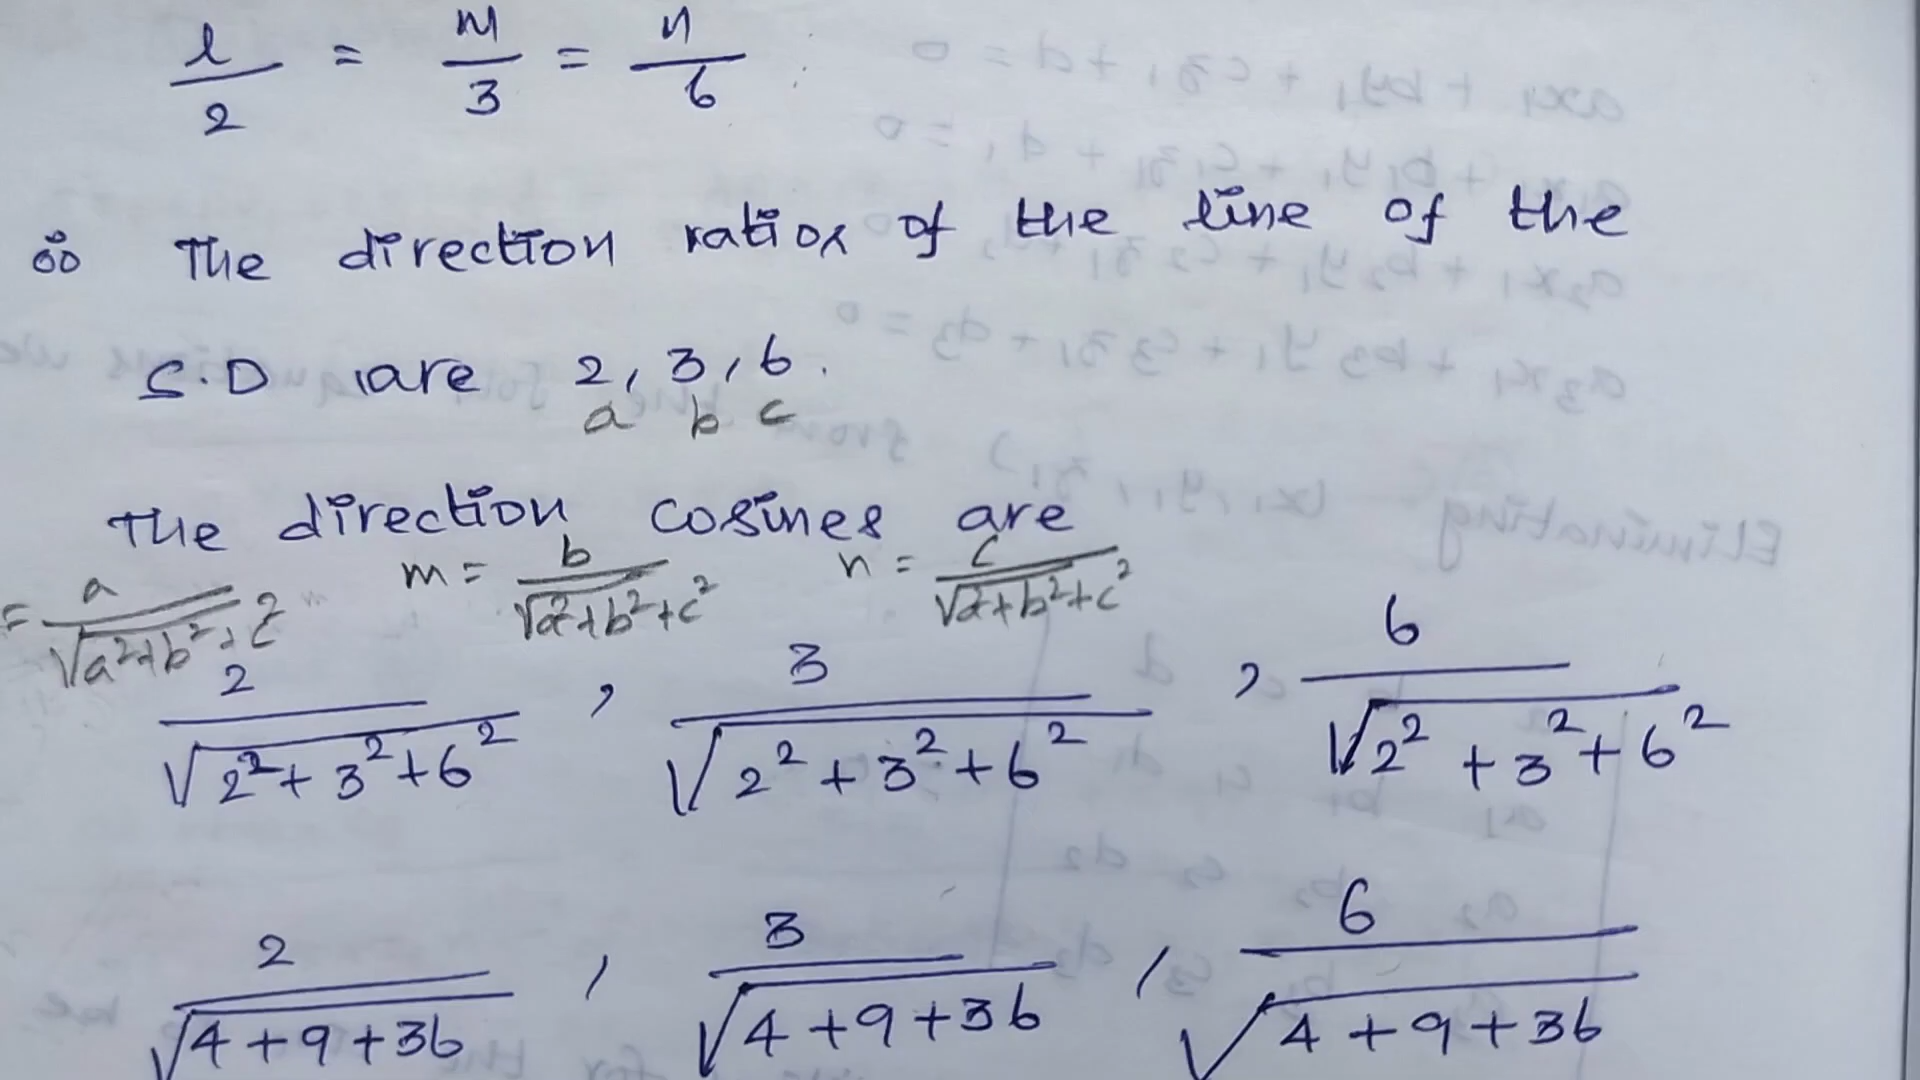 l/2 = m/3 = n/6
∴ The direction ratios of the line of the
S.D are 2, 3, 6.
a b c
The direction cosines are
= a/√a²+b²+c² m = b/√a²+b²+c² n = c/√a²+b²+c²
2/√2²+3²+6² , 3/√2²+3²+6² , 6/√2²+3²+6²
2/√4+9+36 , 3/√4+9+36 , 6/√4+9+36